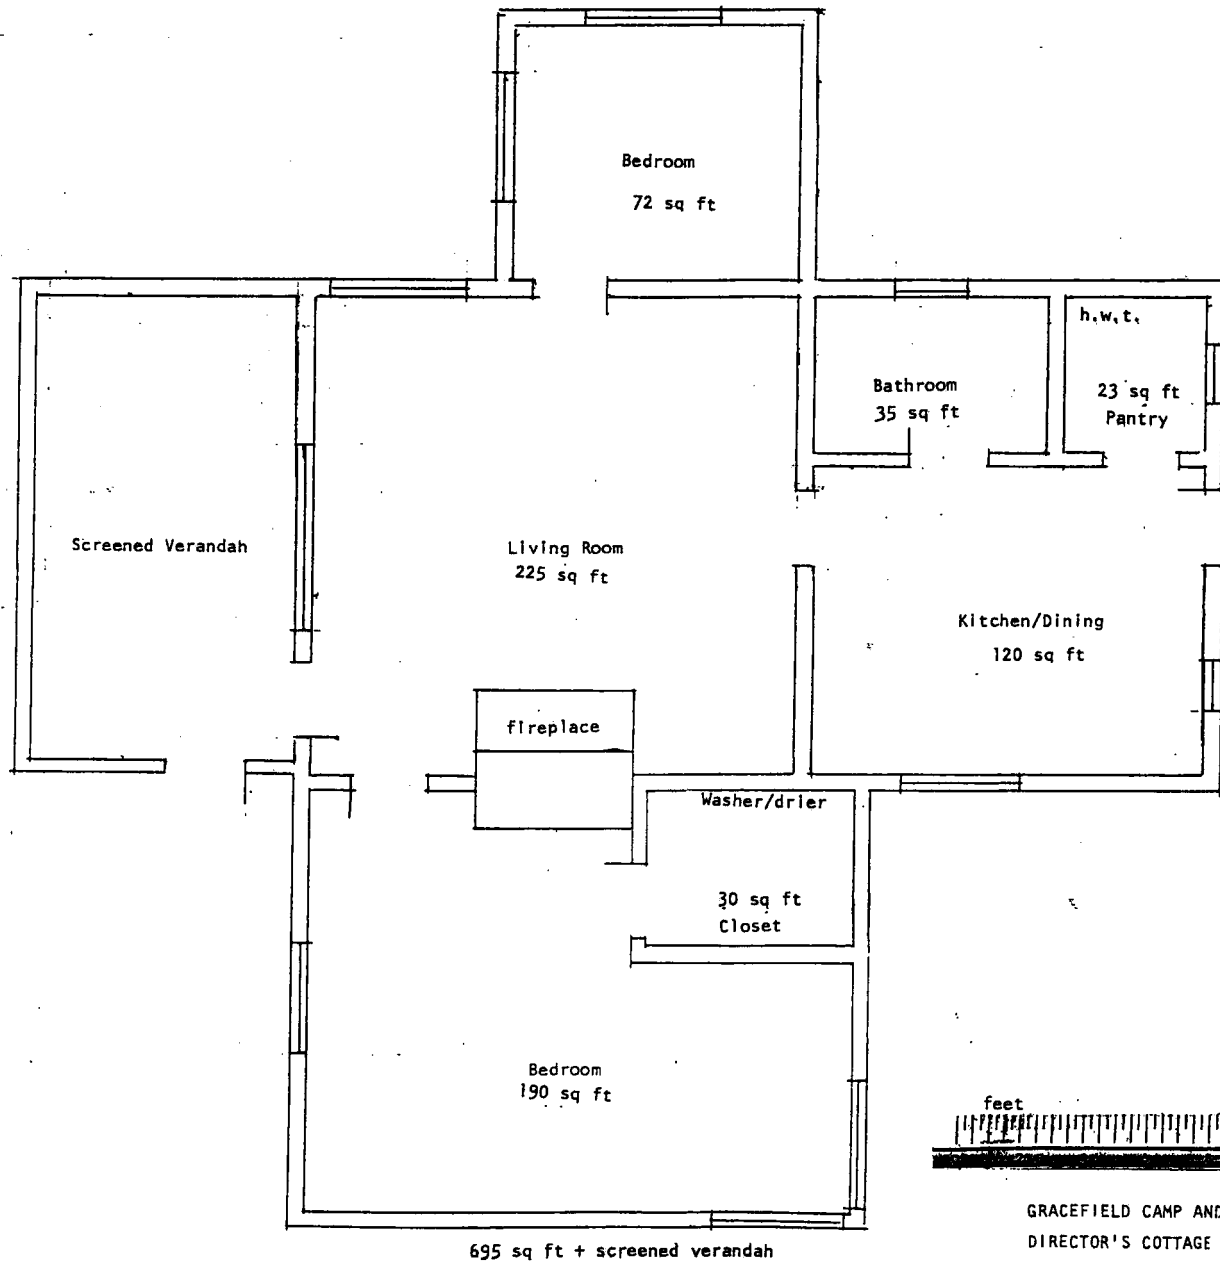 Bedroom
72 sq ft
h.w.t.
Bathroom
35 sq ft
23 sq ft
Pantry
Screened Verandah
Living Room
225 sq ft
Kitchen/Dining
120 sq ft
fireplace
Washer/drier
30 sq ft
Closet
Bedroom
190 sq ft
feet
GRACEFIELD CAMP AND
DIRECTOR'S COTTAGE
695 sq ft + screened verandah